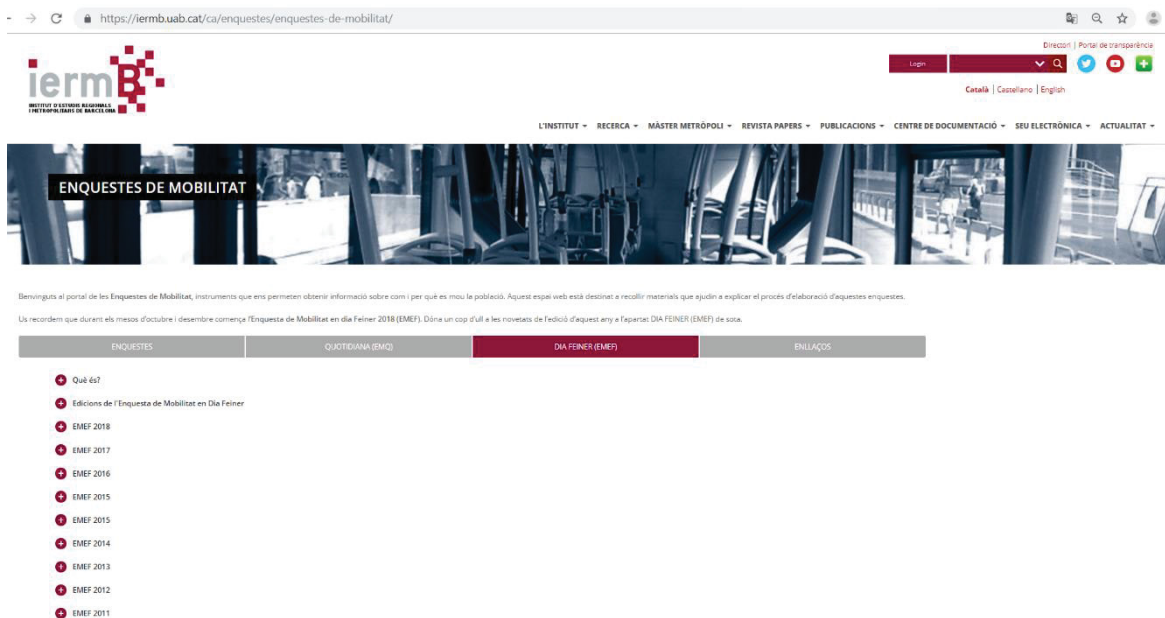 https://iermb.uab.cat/ca/enquestes/enquestes-de-mobilitat/
Directori | Portal de transparència
Login
Català | Castellano | English
iermB
INSTITUT D'ESTUDIS REGIONALS
I METROPOLITANS DE BARCELONA
L'INSTITUT RECERCA MÀSTER METRÒPOLI REVISTA PAPERS PUBLICACIONS CENTRE DE DOCUMENTACIÓ SEU ELECTRÒNICA ACTUALITAT
ENQUESTES DE MOBILITAT
Benvinguts al portal de les Enquestes de Mobilitat, instruments que ens permeten obtenir informació sobre com i per què es mou la població. Aquest espai web està destinat a recollir materials que ajudin a explicar el procés d'elaboració d'aquestes enquestes.
Us recordem que durant els mesos d'octubre i desembre comença l'Enquesta de Mobilitat en dia Feiner 2018 (EMEF). Dóna un cop d'ull a les novetats de l'edició d'aquest any a l'apartat DIA FEINER (EMEF) de sota.
ENQUESTES QUOTIDIANA (EMQ) DIA FEINER (EMEF) ENLLAÇOS
Què és?
Edicions de l'Enquesta de Mobilitat en Dia Feiner
EMEF 2018
EMEF 2017
EMEF 2016
EMEF 2015
EMEF 2015
EMEF 2014
EMEF 2013
EMEF 2012
EMEF 2011